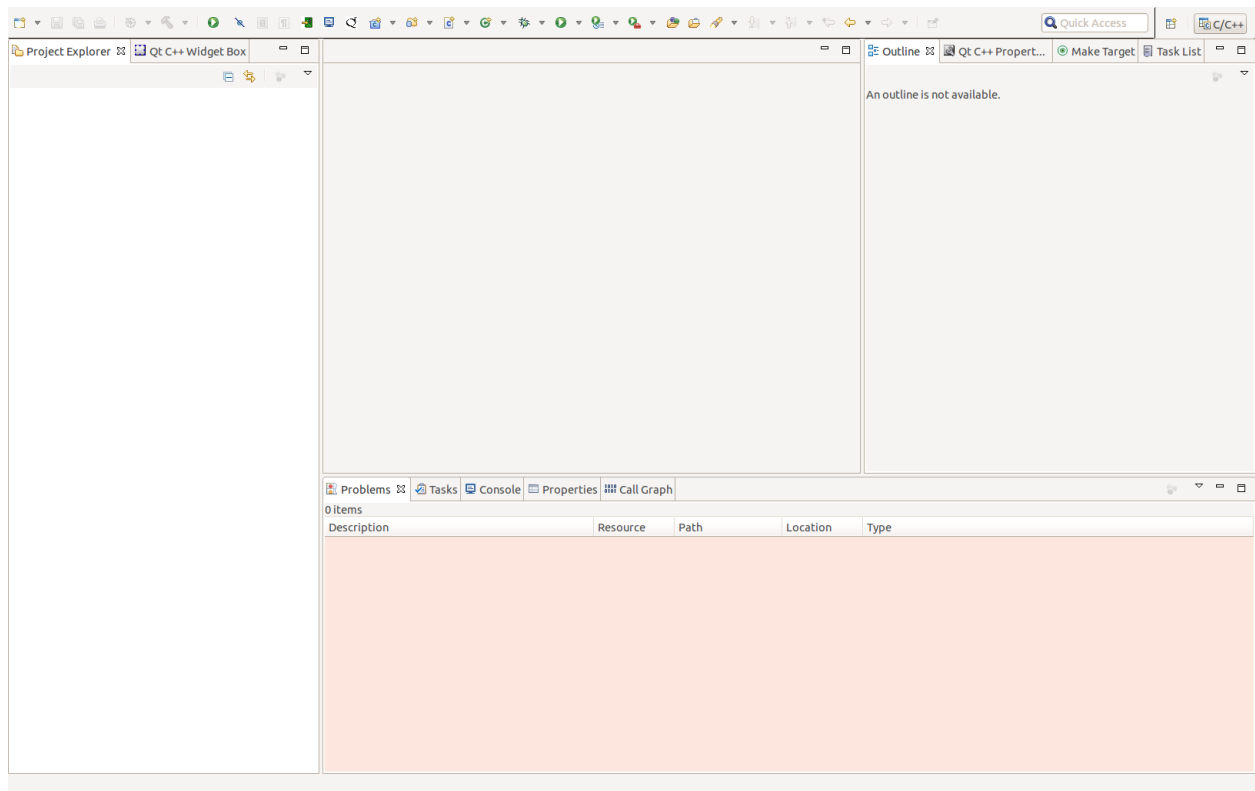 Quick Access
C/C++
Project Explorer
Qt C++ Widget Box
Outline
Qt C++ Propert...
Make Target
Task List
An outline is not available.
Problems
Tasks
Console
Properties
Call Graph
0 items
Description Resource Path Location Type